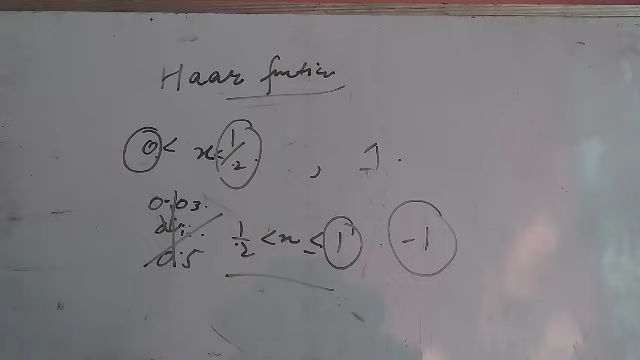 Haar function
0 < x ≤ 1/2 , 1.
0.03.
0.5 1/2 < x ≤ 1 . -1